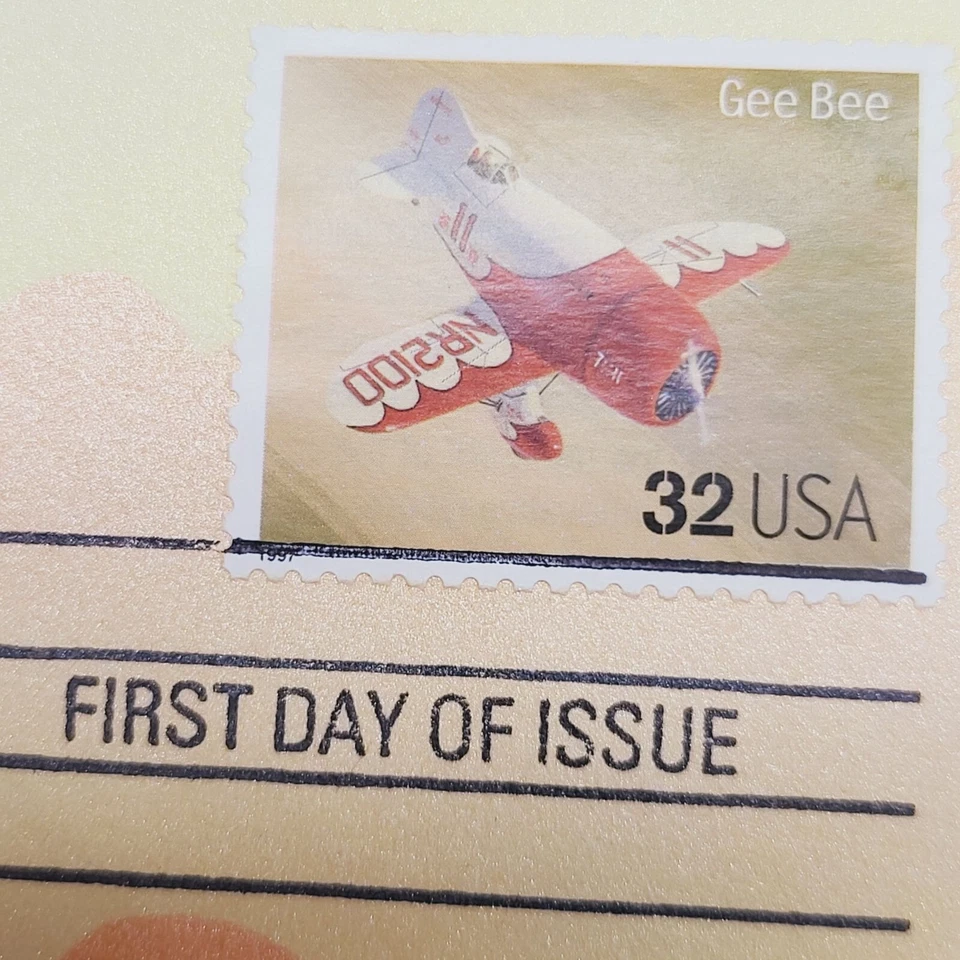 Gee Bee
11
11
NR2100
32 USA
1997
FIRST DAY OF ISSUE